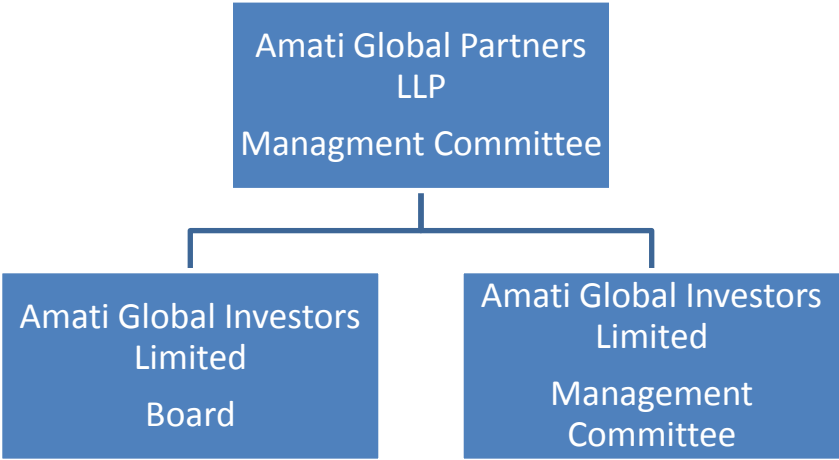 Amati Global Partners
LLP
Managment Committee
Amati Global Investors
Limited
Board
Amati Global Investors
Limited
Management
Committee